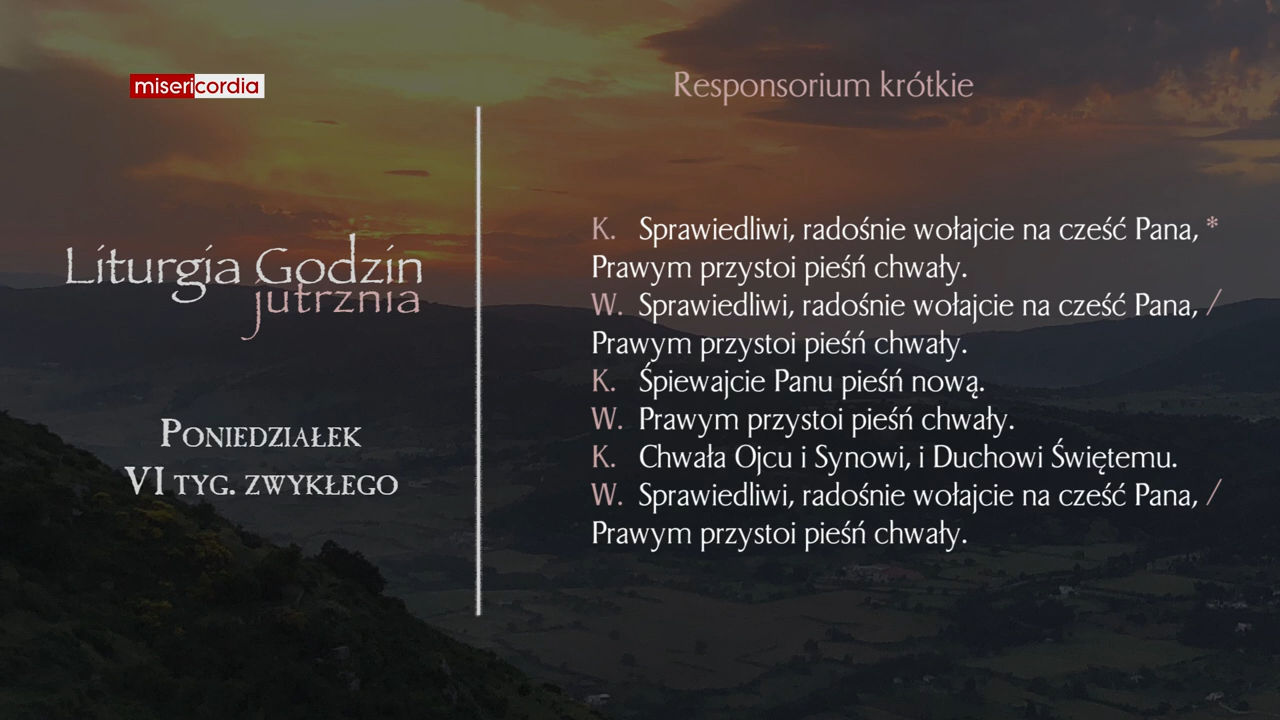 misericordia
Liturgia Godzin
jutrznia
Poniedziałek
VI tyg. zwykłego
Responsorium krótkie
K. Sprawiedliwi, radośnie wołajcie na cześć Pana, *
Prawym przystoi pieśń chwały.
W. Sprawiedliwi, radośnie wołajcie na cześć Pana, /
Prawym przystoi pieśń chwały.
K. Śpiewajcie Panu pieśń nową.
W. Prawym przystoi pieśń chwały.
K. Chwała Ojcu i Synowi, i Duchowi Świętemu.
W. Sprawiedliwi, radośnie wołajcie na cześć Pana, /
Prawym przystoi pieśń chwały.